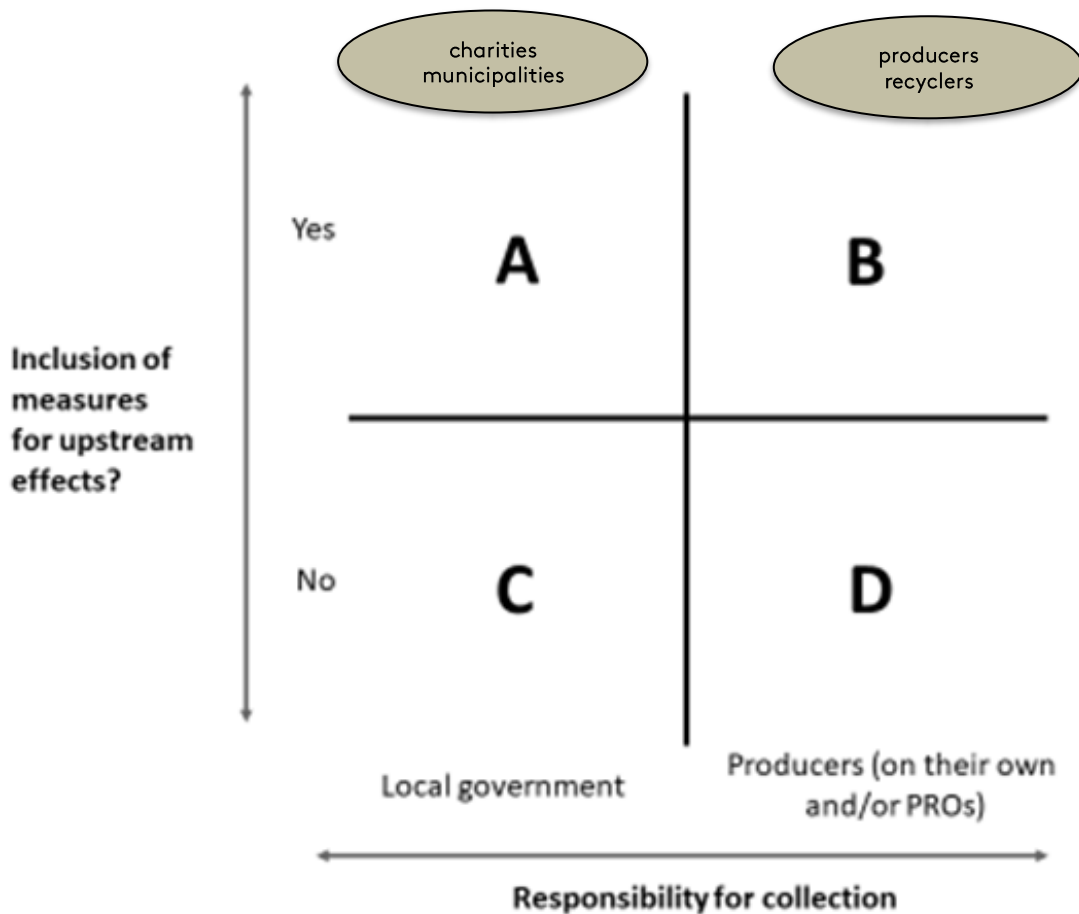 charities
municipalities
producers
recyclers
Yes
A
B
Inclusion of
measures
for upstream
effects?
No
C
D
Local government
Producers (on their own
and/or PROs)
Responsibility for collection